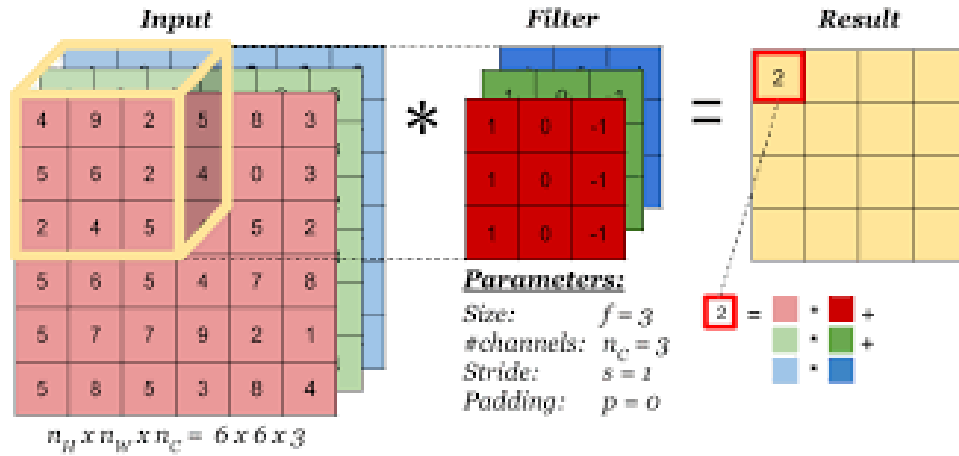 Input Filter Result
4 9 2 5 8 3
5 6 2 4 0 3
2 4 5 5 2
5 6 5 4 7 8
5 7 7 9 2 1
5 8 5 3 8 4
n_H x n_W x n_C = 6 x 6 x 3
*
1 0 -1
1 0 -1
1 0 -1
1 0 -1
Parameters:
Size: f = 3
#channels: n_C = 3
Stride: s = 1
Padding: p = 0
=
2
2 = * +
* +
*